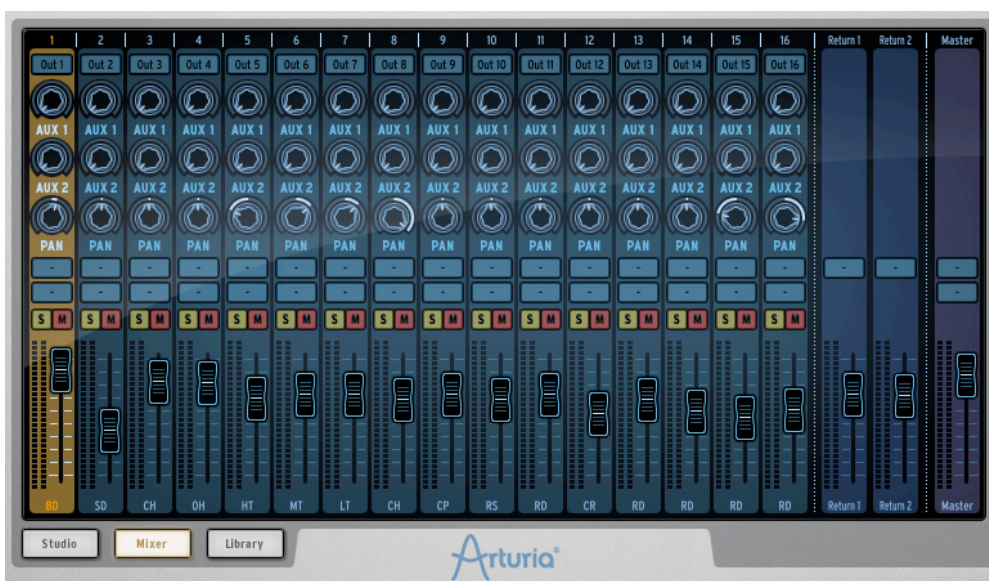 1 2 3 4 5 6 7 8 9 10 11 12 13 14 15 16 Return 1 Return 2 Master
Out 1 Out 2 Out 3 Out 4 Out 5 Out 6 Out 7 Out 8 Out 9 Out 10 Out 11 Out 12 Out 13 Out 14 Out 15 Out 16
AUX 1 AUX 1 AUX 1 AUX 1 AUX 1 AUX 1 AUX 1 AUX 1 AUX 1 AUX 1 AUX 1 AUX 1 AUX 1 AUX 1 AUX 1 AUX 1
AUX 2 AUX 2 AUX 2 AUX 2 AUX 2 AUX 2 AUX 2 AUX 2 AUX 2 AUX 2 AUX 2 AUX 2 AUX 2 AUX 2 AUX 2 AUX 2
PAN PAN PAN PAN PAN PAN PAN PAN PAN PAN PAN PAN PAN PAN PAN PAN
- - - - - - - - - - - - - - - - - - -
- - - - - - - - - - - - - - - - -
S M S M S M S M S M S M S M S M S M S M S M S M S M S M S M S M
BD SD CH OH HT MT LT CH CP RS RD CR RD RD RD RD Return 1 Return 2 Master
Studio Mixer Library
Arturia®